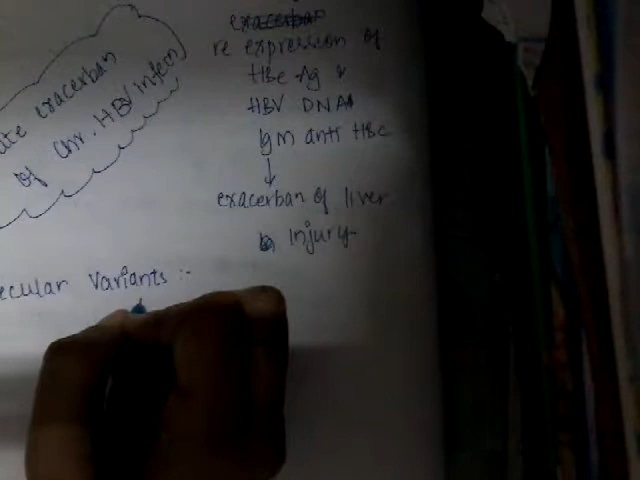 ate exacerban
of chr. HBV infecn
re expression of
HBe Ag &
HBV DNA
IgM anti HBc
↓
exacerban of liver
injury
ecular variants :-